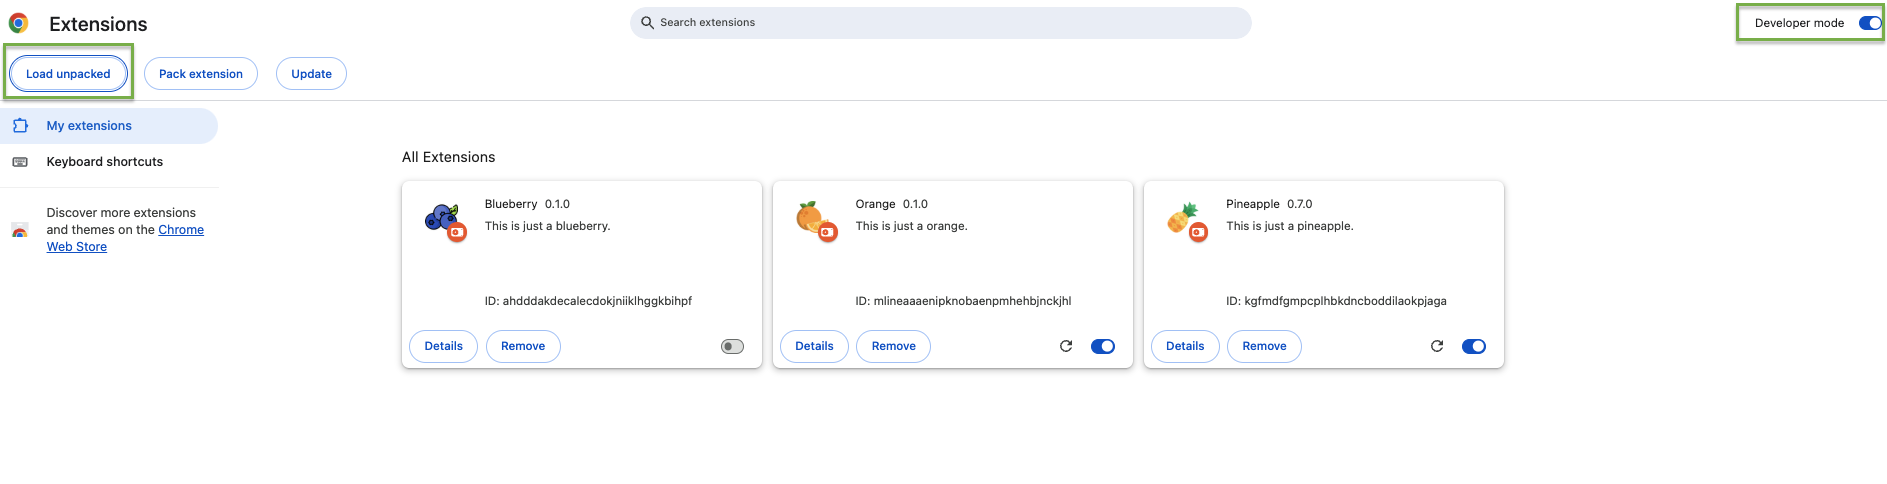 Extensions
Search extensions
Developer mode
Load unpacked
Pack extension
Update
My extensions
Keyboard shortcuts
Discover more extensions
and themes on the Chrome
Web Store
All Extensions
Blueberry 0.1.0
This is just a blueberry.
ID: ahdddakdecalecdokjniiklhggkbihpf
Details
Remove
Orange 0.1.0
This is just a orange.
ID: mlineaaaenipknobaenpmhehbjnckjhl
Details
Remove
Pineapple 0.7.0
This is just a pineapple.
ID: kgfmdfgmpcplhbkdncboddilaokpjaga
Details
Remove